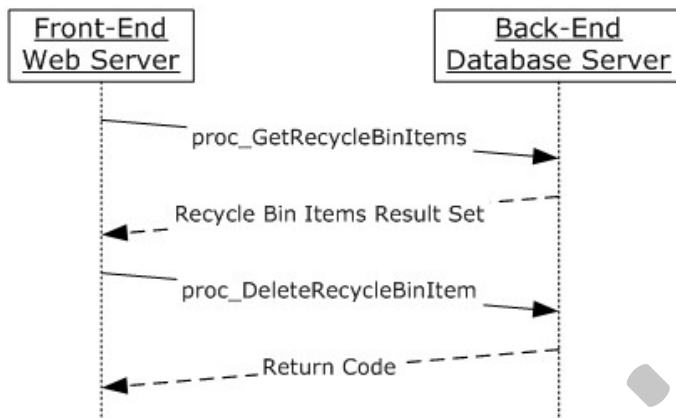 Front-End
Web Server
Back-End
Database Server
proc_GetRecycleBinItems
Recycle Bin Items Result Set
proc_DeleteRecycleBinItem
Return Code